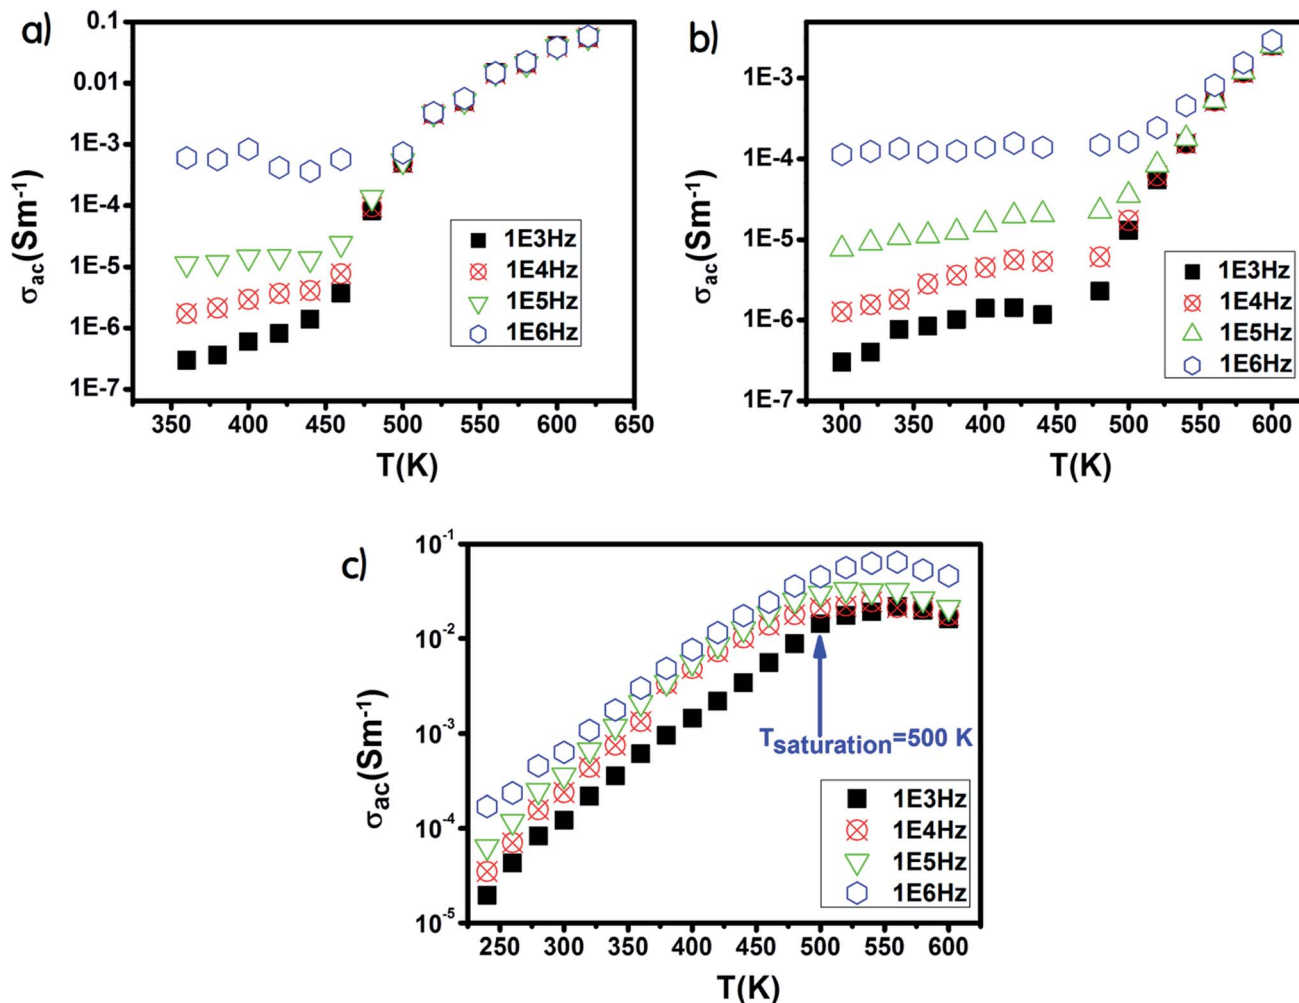 a)
0.1
0.01
1E-3
1E-4
1E-5
1E-6
1E-7
σac(Sm-1)
1E3Hz
1E4Hz
1E5Hz
1E6Hz
350 400 450 500 550 600 650
T(K)
b)
1E-3
1E-4
1E-5
1E-6
1E-7
σac(Sm-1)
1E3Hz
1E4Hz
1E5Hz
1E6Hz
300 350 400 450 500 550 600
T(K)
c)
10-1
10-2
10-3
10-4
10-5
σac(Sm-1)
Tsaturation=500 K
1E3Hz
1E4Hz
1E5Hz
1E6Hz
250 300 350 400 450 500 550 600
T(K)